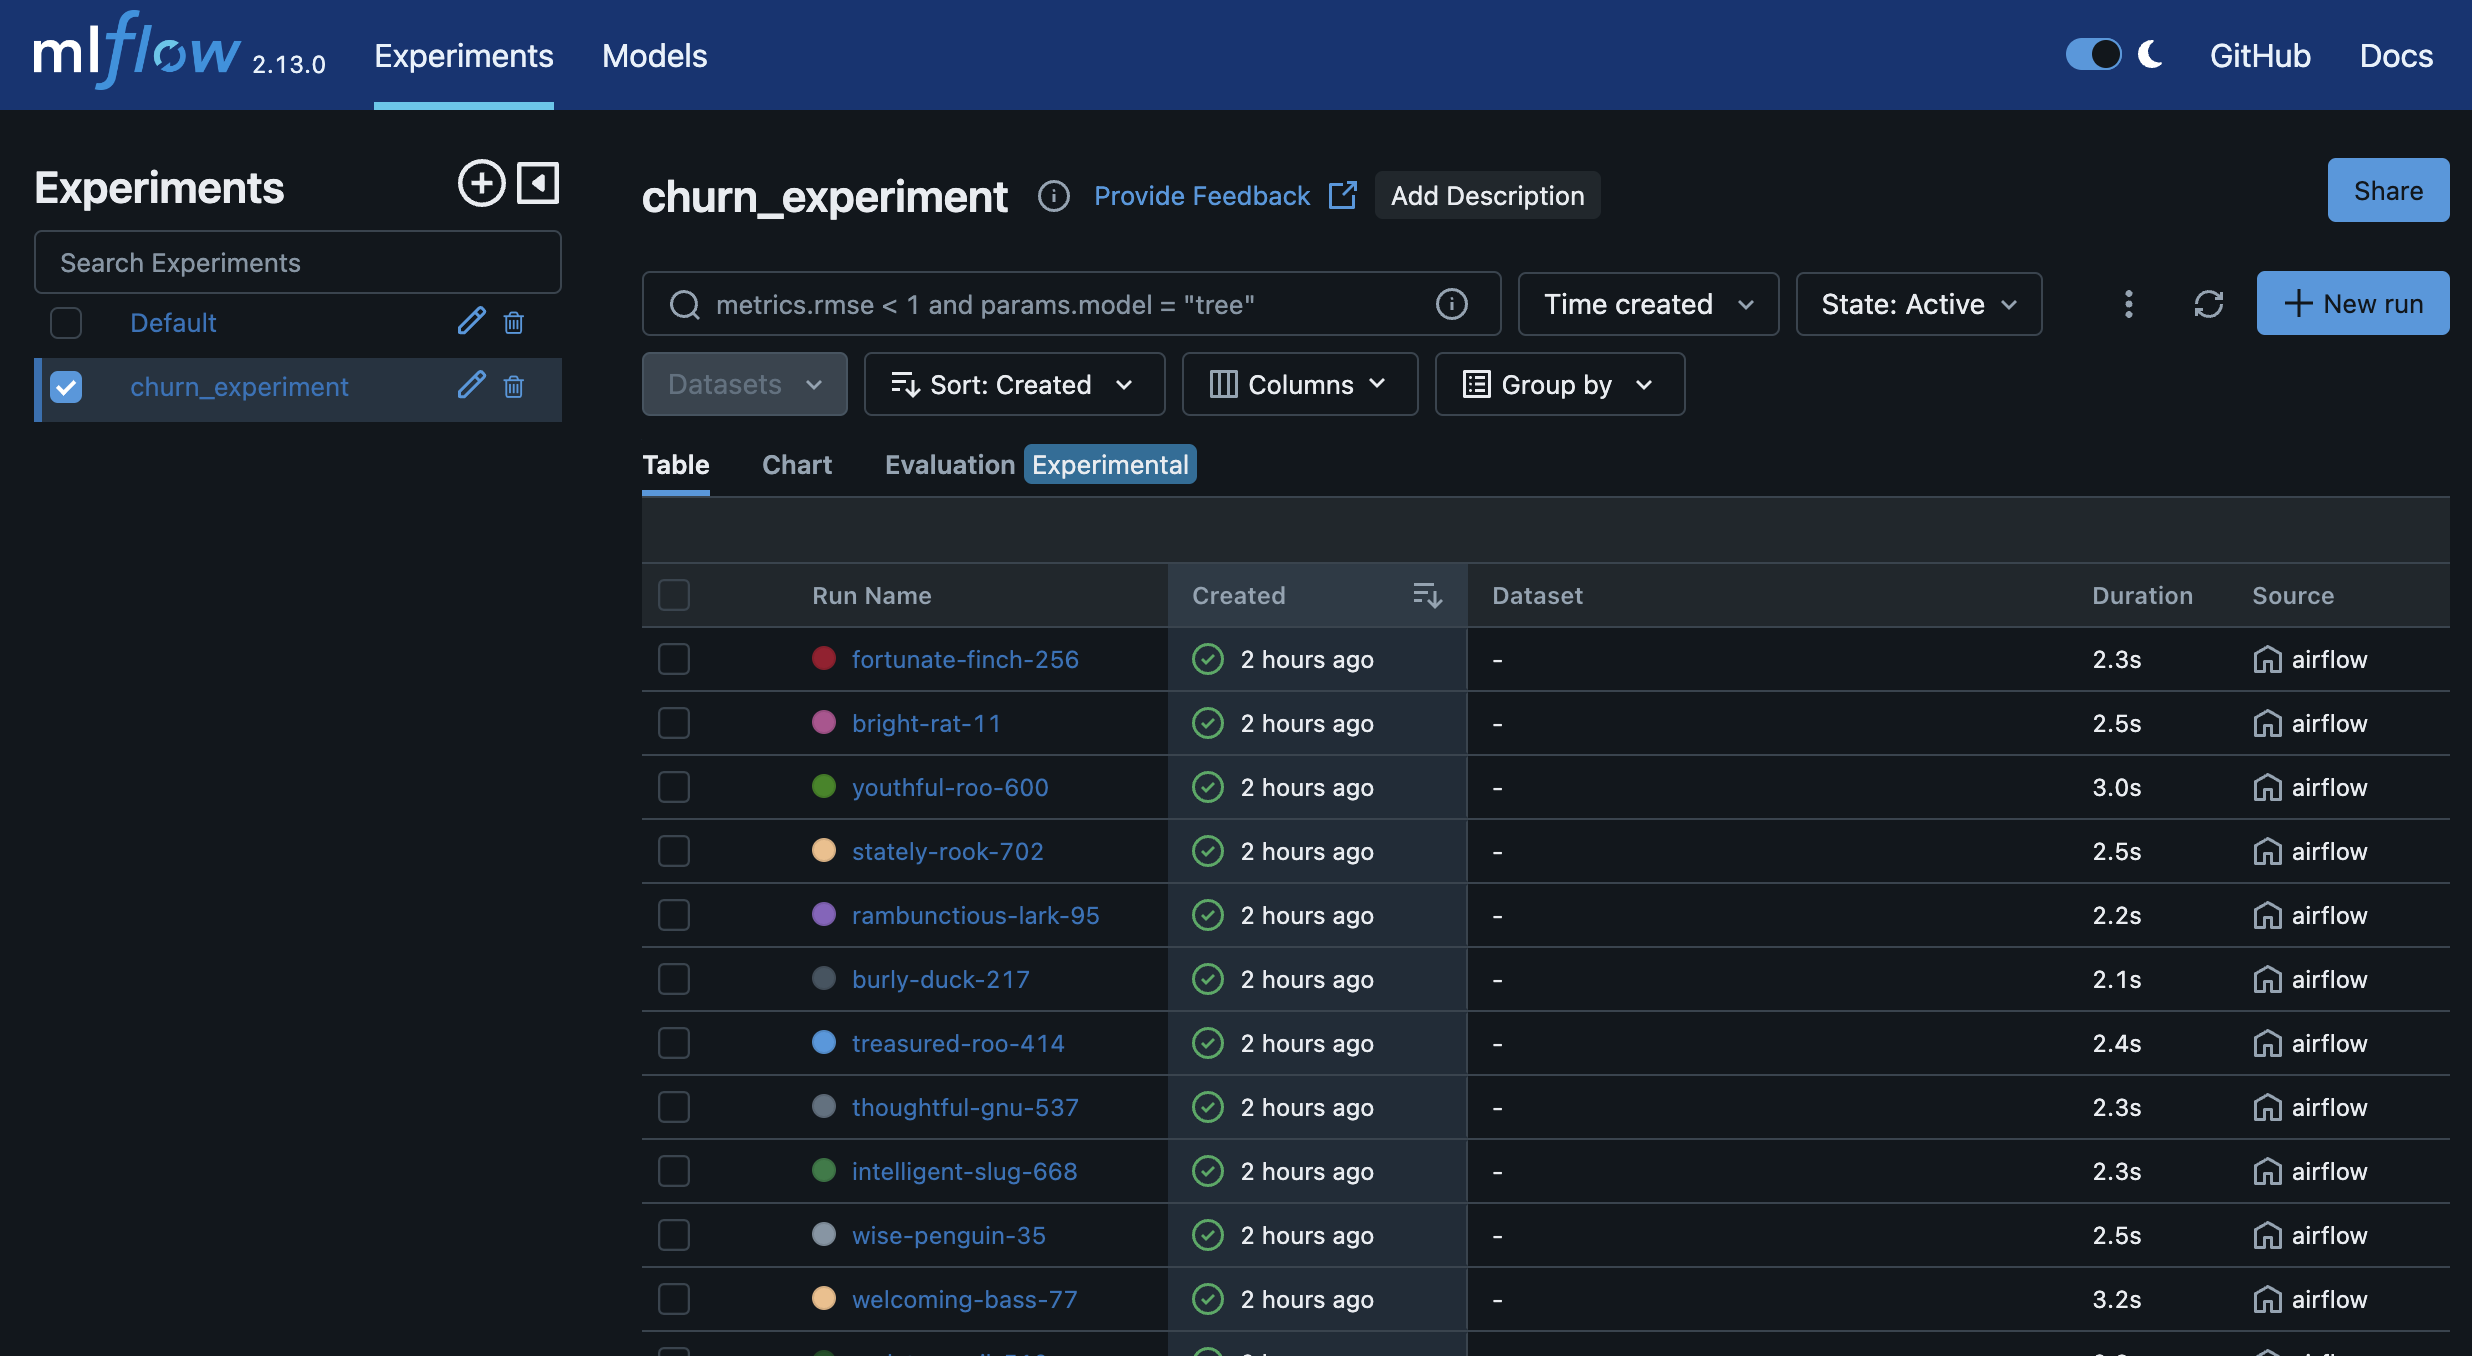 mlflow 2.13.0 Experiments Models GitHub Docs
Experiments
Search Experiments
Default
churn_experiment
churn_experiment Provide Feedback Add Description Share
metrics.rmse < 1 and params.model = "tree" Time created State: Active New run
Datasets Sort: Created Columns Group by
Table Chart Evaluation Experimental
Run Name Created Dataset Duration Source
fortunate-finch-256 2 hours ago - 2.3s airflow
bright-rat-11 2 hours ago - 2.5s airflow
youthful-roo-600 2 hours ago - 3.0s airflow
stately-rook-702 2 hours ago - 2.5s airflow
rambunctious-lark-95 2 hours ago - 2.2s airflow
burly-duck-217 2 hours ago - 2.1s airflow
treasured-roo-414 2 hours ago - 2.4s airflow
thoughtful-gnu-537 2 hours ago - 2.3s airflow
intelligent-slug-668 2 hours ago - 2.3s airflow
wise-penguin-35 2 hours ago - 2.5s airflow
welcoming-bass-77 2 hours ago - 3.2s airflow